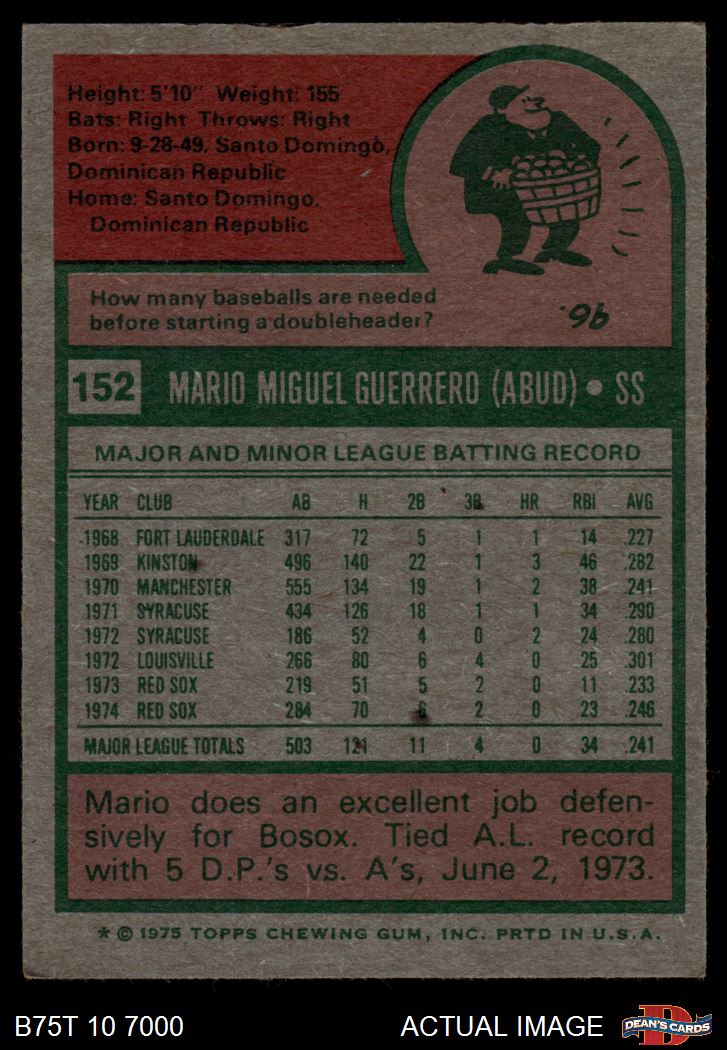 Height: 5'10" Weight: 155
Bats: Right Throws: Right
Born: 9-28-49, Santo Domingo,
Dominican Republic
Home: Santo Domingo,
Dominican Republic
How many baseballs are needed
before starting a doubleheader?
96.
152 MARIO MIGUEL GUERRERO (ABUD) • SS
MAJOR AND MINOR LEAGUE BATTING RECORD
YEAR CLUB AB H 2B 3B HR RBI AVG
1968 FORT LAUDERDALE 317 72 5 1 1 14 .227
1969 KINSTON 496 140 22 1 3 46 .282
1970 MANCHESTER 555 134 19 1 2 38 .241
1971 SYRACUSE 434 126 18 1 1 34 .290
1972 SYRACUSE 186 52 4 0 2 24 .280
1972 LOUISVILLE 266 80 6 4 0 25 .301
1973 RED SOX 219 51 5 2 0 11 .233
1974 RED SOX 284 70 6 2 0 23 .246
MAJOR LEAGUE TOTALS 503 121 11 4 0 34 .241
Mario does an excellent job defen-
sively for Bosox. Tied A.L. record
with 5 D.P.'s vs. A's, June 2, 1973.
* © 1975 TOPPS CHEWING GUM, INC. PRTD IN U.S.A.
B75T 10 7000 ACTUAL IMAGE D DEAN'S CARDS